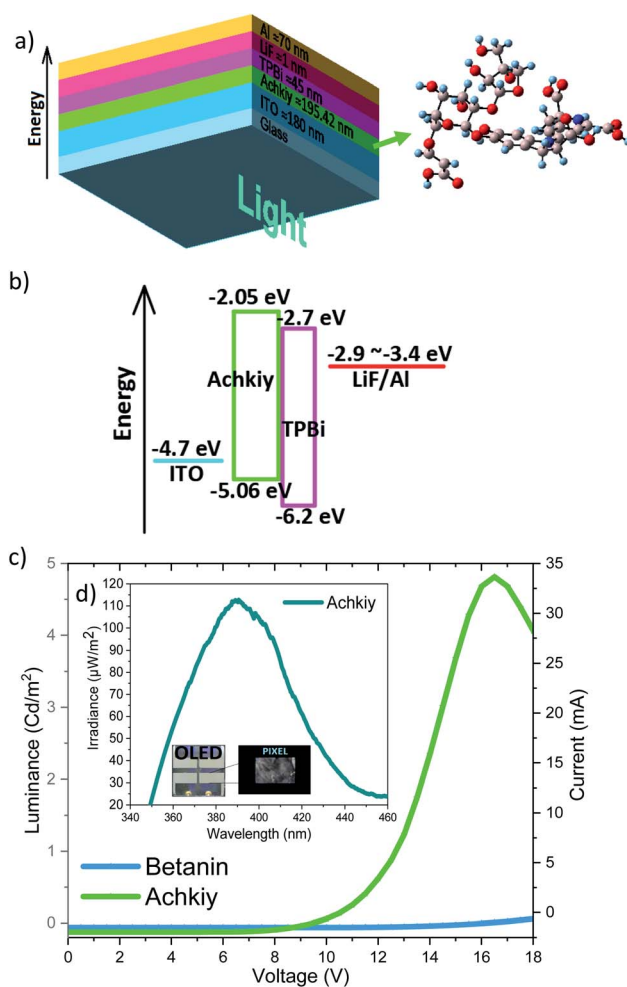 a)
Energy
Al ≈70 nm
LiF ≈1 nm
TPBi ≈45 nm
Achkiy ≈195.42 nm
ITO ≈180 nm
Glass
Light
b)
Energy
-2.05 eV
-2.7 eV
-2.9 ~-3.4 eV
LiF/Al
Achkiy
TPBi
-4.7 eV
ITO
-5.06 eV
-6.2 eV
c)
Luminance (Cd/m²)
5
4
3
2
1
0
d)
Irradiance (µW/m²)
120
110
100
90
80
70
60
50
40
30
20
Achkiy
OLED
PIXEL
340 360 380 400 420 440 460
Wavelength (nm)
Betanin
Achkiy
35
30
25
20
15
10
5
0
Current (mA)
0 2 4 6 8 10 12 14 16 18
Voltage (V)